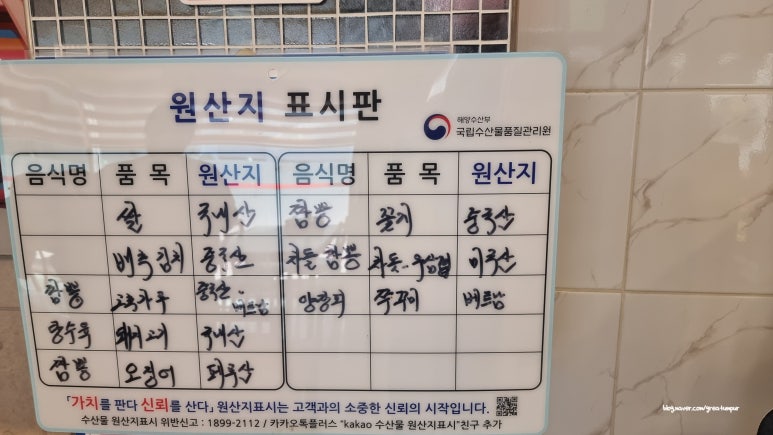 원산지 표시판
해양수산부
국립수산물품질관리원
음식명 품목 원산지 음식명 품목 원산지
쌀 국내산 짬뽕 꽃게 중국산
배추김치 중국산 차돌짬뽕 차돌.. 우삼겹 미국산
짬뽕 고춧가루 중국산.. 베트남 양장피 쭈꾸미 베트남
탕수육 돼지고기 국내산
짬뽕 오징어
「가치를 판다 신뢰를 산다」 원산지표시는 고객과의 소중한 신뢰의 시작입니다.
수산물 원산지표시 위반신고 : 1899-2112 / 카카오톡플러스 "kakao 수산물 원산지표시"친구 추가